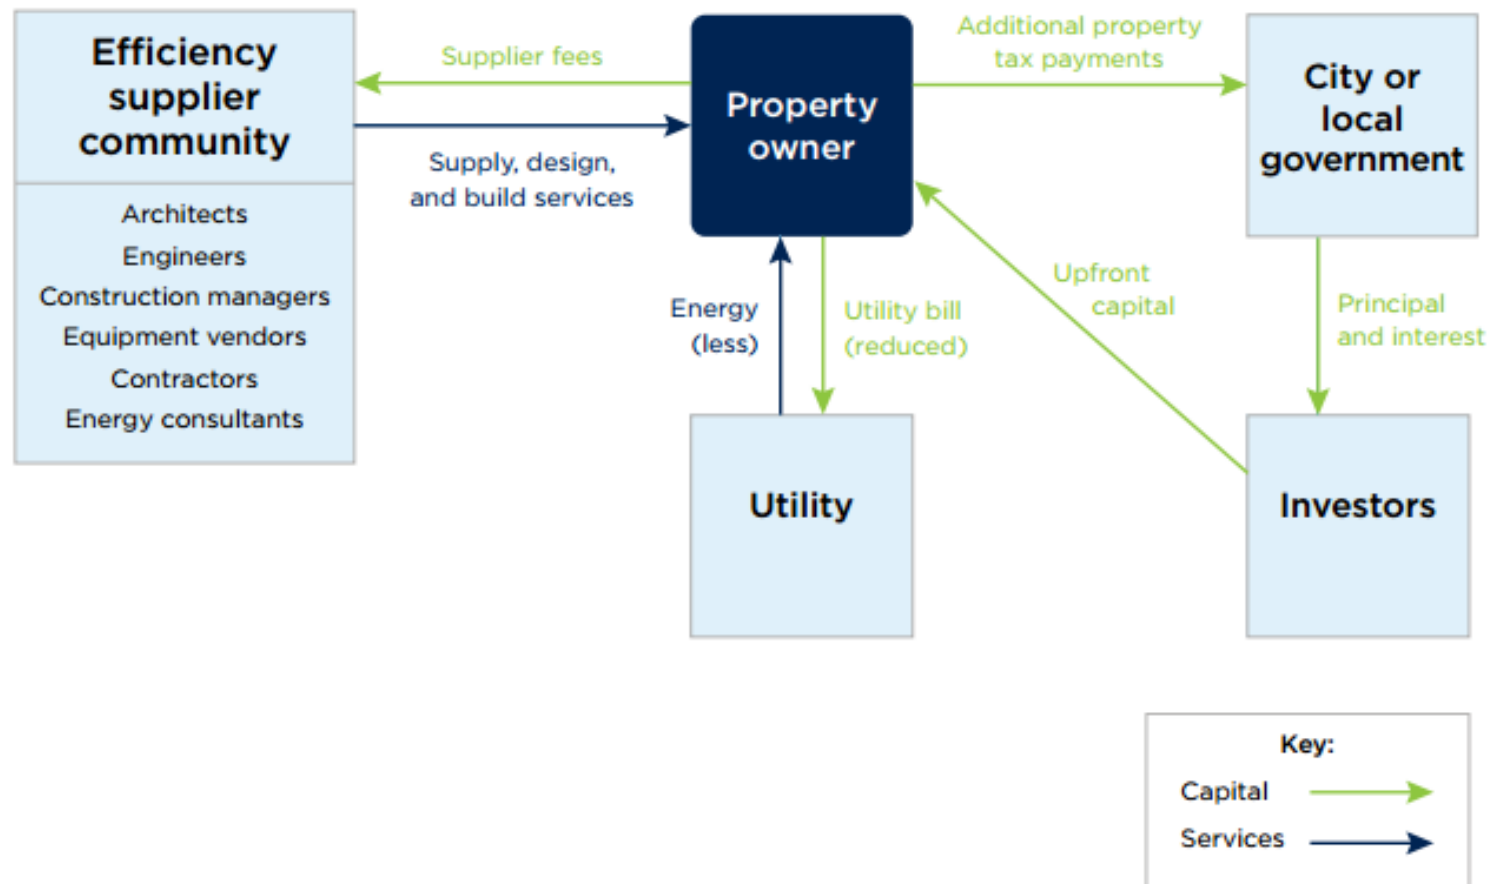 Efficiency
supplier
community
Architects
Engineers
Construction managers
Equipment vendors
Contractors
Energy consultants
Supplier fees
Supply, design,
and build services
Property
owner
Additional property
tax payments
City or
local
government
Energy
(less)
Utility bill
(reduced)
Upfront
capital
Principal
and interest
Utility
Investors
Key:
Capital
Services